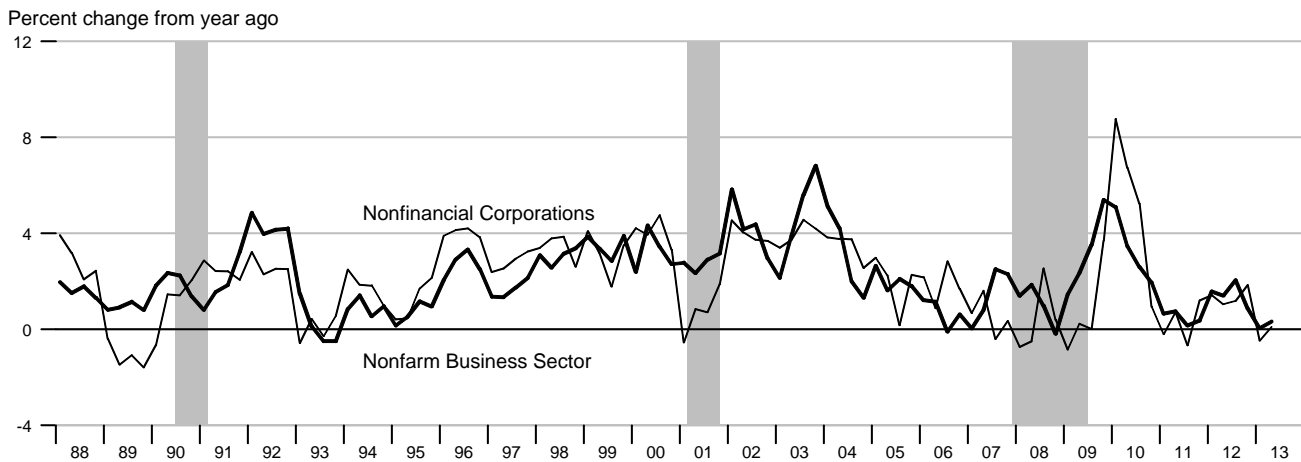 Percent change from year ago
12
8
4
0
-4
Nonfinancial Corporations
Nonfarm Business Sector
88 89 90 91 92 93 94 95 96 97 98 99 00 01 02 03 04 05 06 07 08 09 10 11 12 13